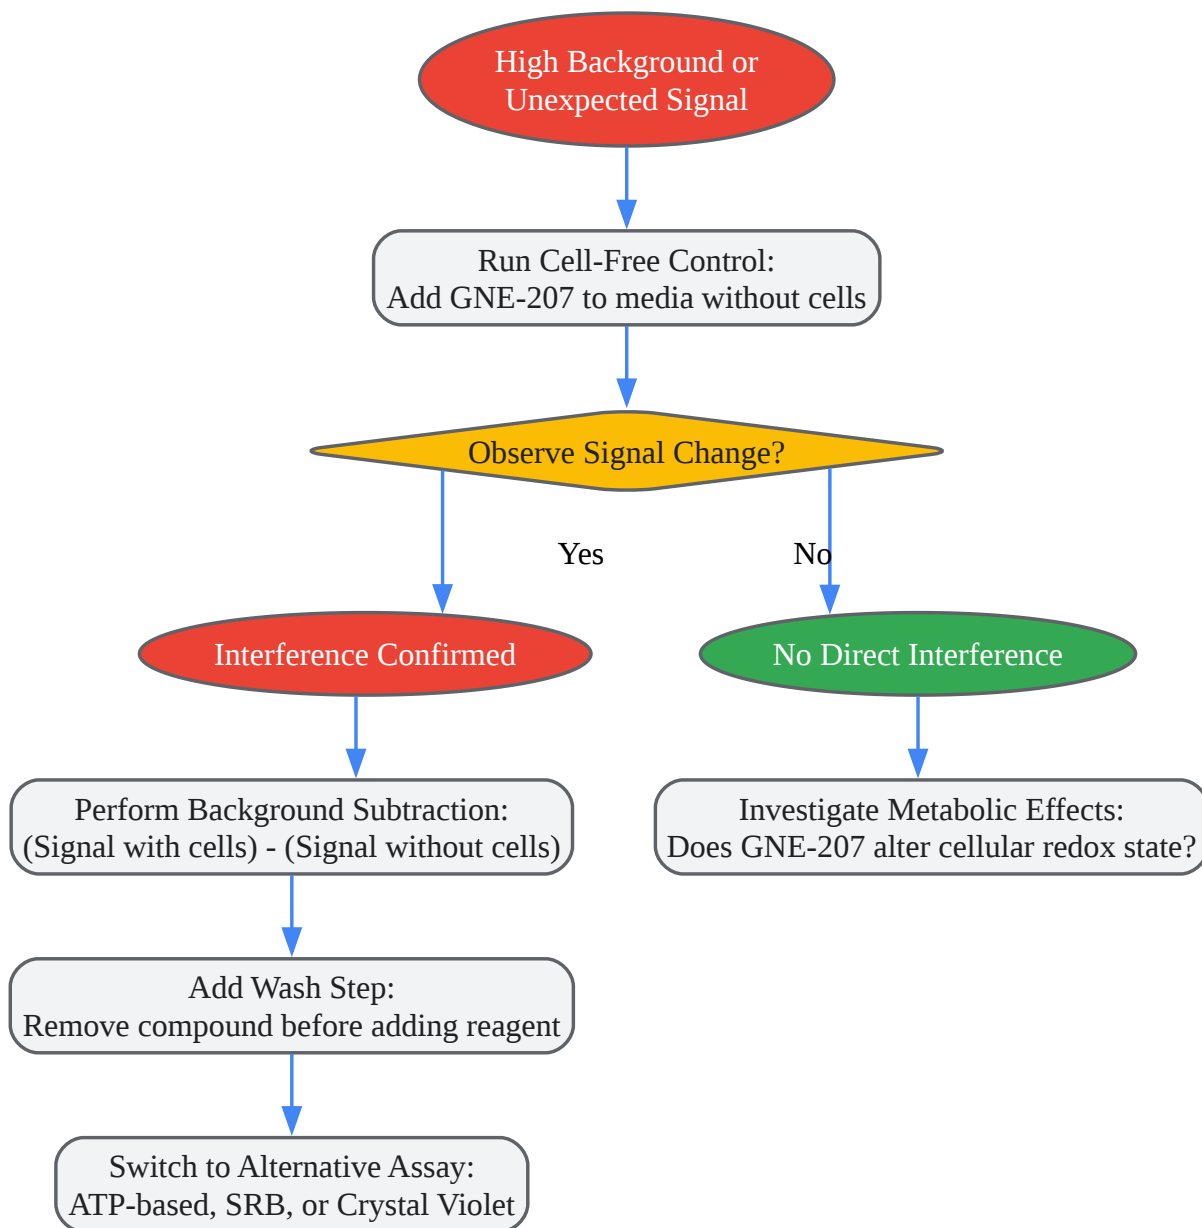 High Background or
Unexpected Signal
Run Cell-Free Control:
Add GNE-207 to media without cells
Observe Signal Change?
Yes
No
Interference Confirmed
No Direct Interference
Perform Background Subtraction:
(Signal with cells) - (Signal without cells)
Investigate Metabolic Effects:
Does GNE-207 alter cellular redox state?
Add Wash Step:
Remove compound before adding reagent
Switch to Alternative Assay:
ATP-based, SRB, or Crystal Violet